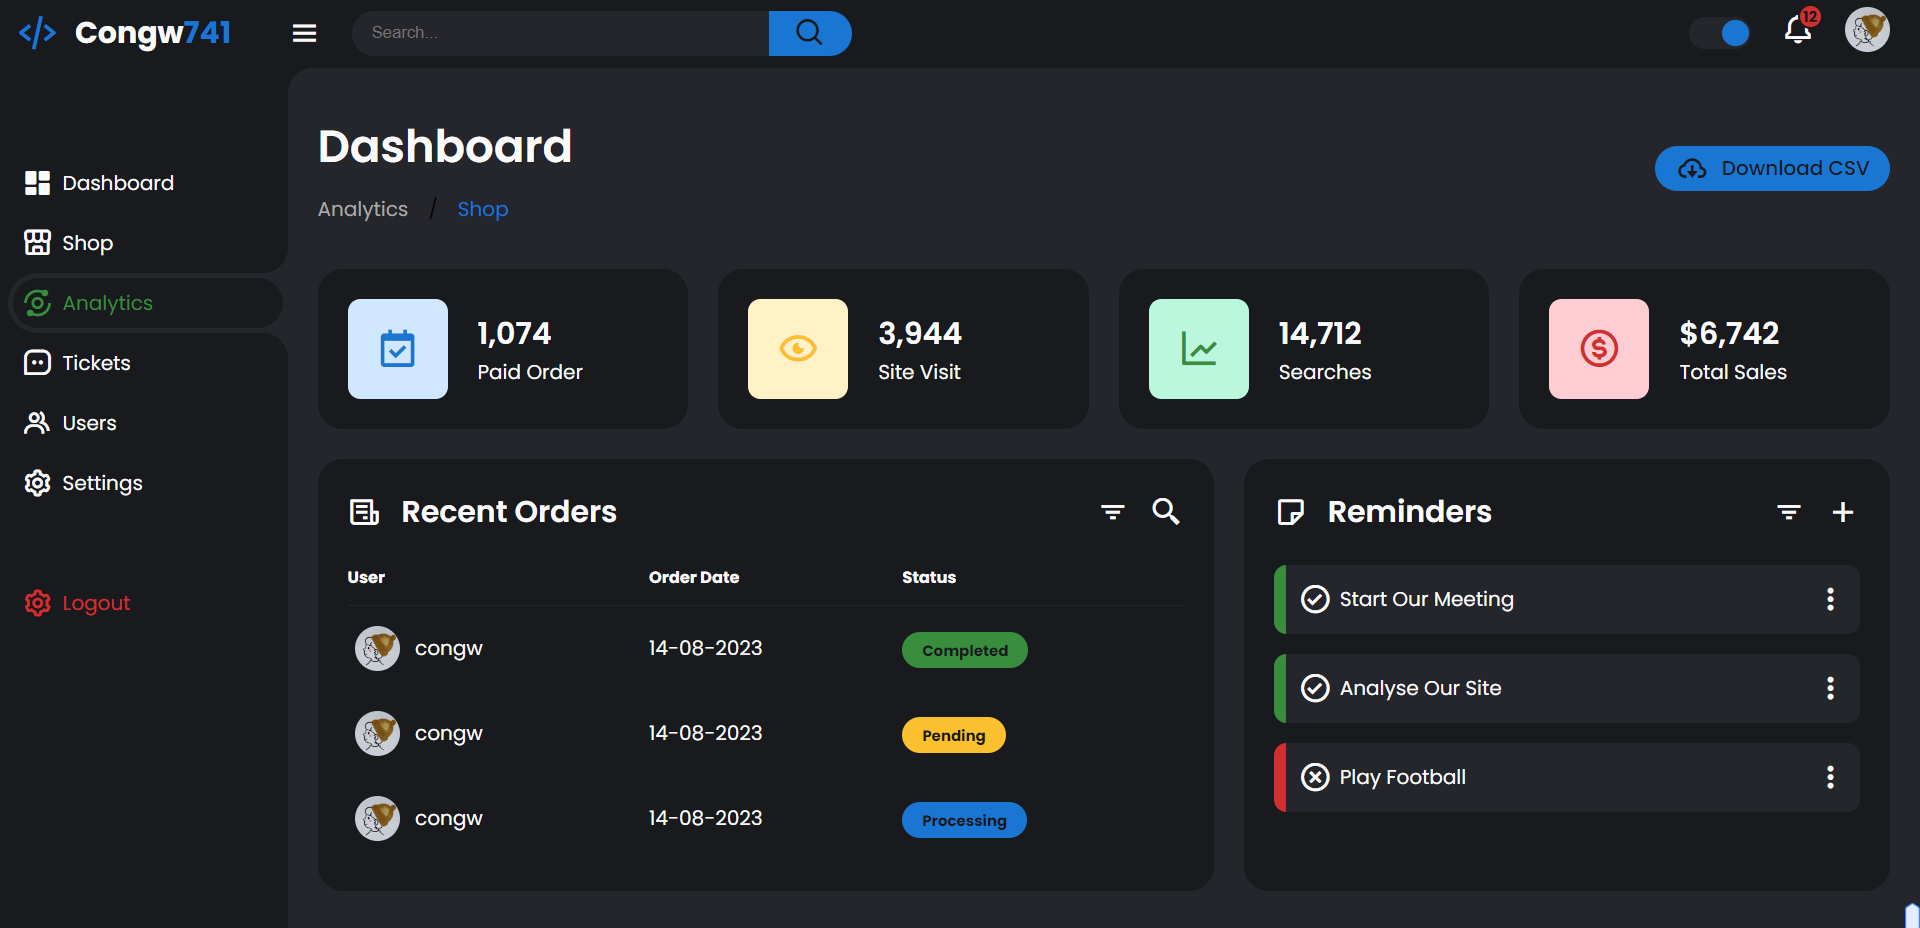 Congw741
Search...
12
Dashboard
Shop
Analytics
Tickets
Users
Settings
Logout
Dashboard
Analytics / Shop
Download CSV
1,074
Paid Order
3,944
Site Visit
14,712
Searches
$6,742
Total Sales
Recent Orders
User Order Date Status
congw 14-08-2023 Completed
congw 14-08-2023 Pending
congw 14-08-2023 Processing
Reminders
Start Our Meeting
Analyse Our Site
Play Football